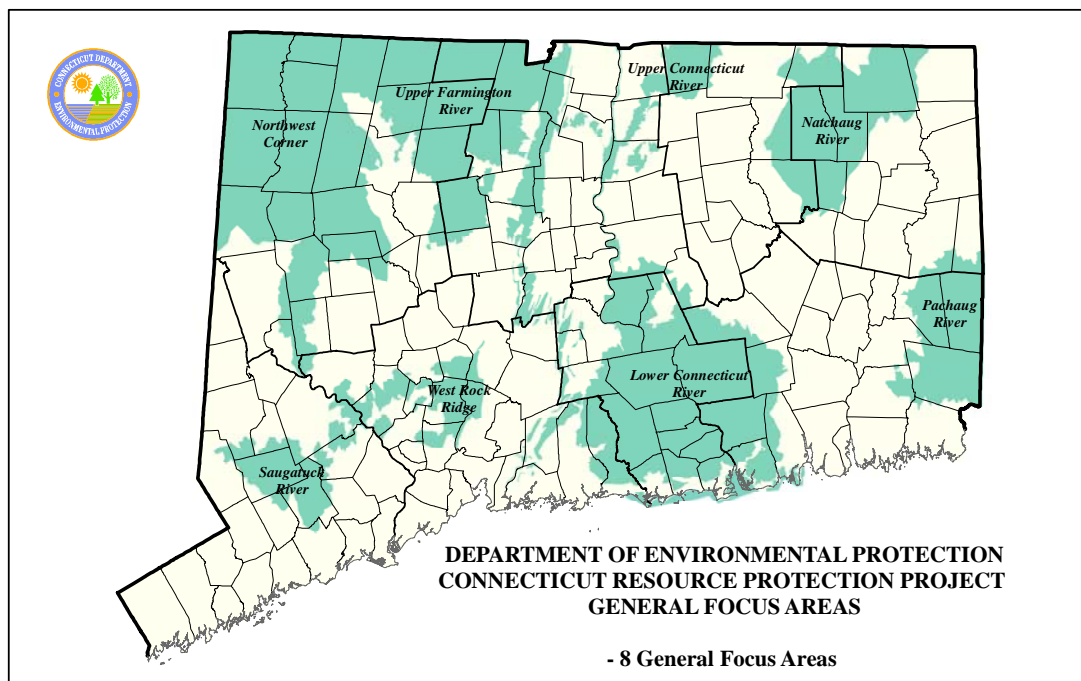 CONNECTICUT DEPARTMENT
ENVIRONMENTAL PROTECTION
Upper Connecticut
River
Upper Farmington
River
Northwest
Corner
Natchaug
River
Pachaug
River
Lower Connecticut
River
West Rock
Ridge
Saugatuck
River
DEPARTMENT OF ENVIRONMENTAL PROTECTION
CONNECTICUT RESOURCE PROTECTION PROJECT
GENERAL FOCUS AREAS
- 8 General Focus Areas